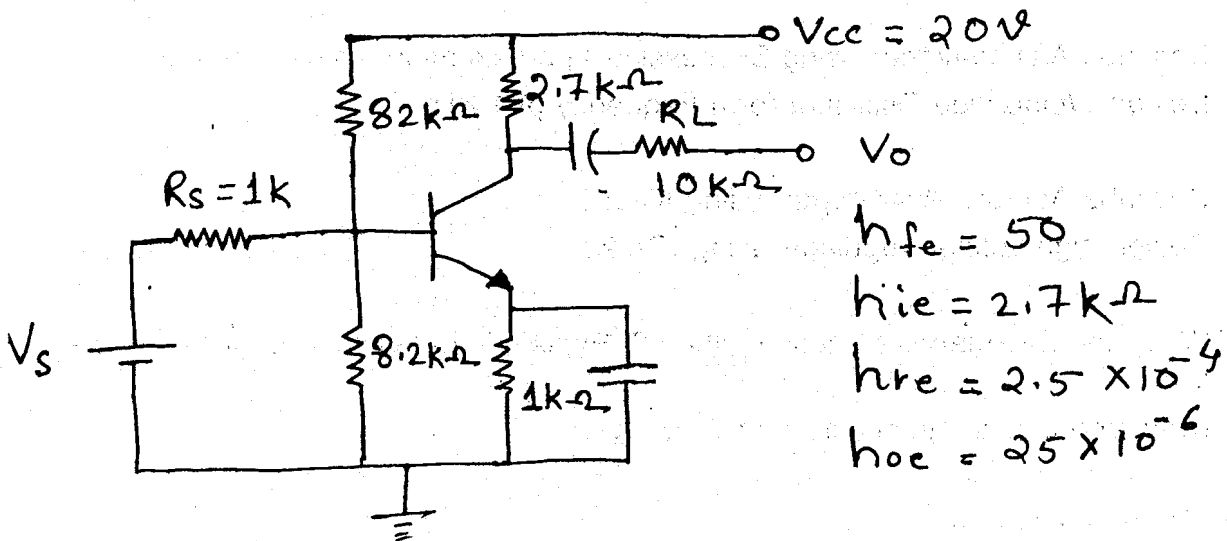 Vcc = 20v
82kΩ
2.7kΩ
RL
10kΩ
Vo
Rs = 1k
hfe = 50
hie = 2.7kΩ
hre = 2.5 × 10⁻⁴
hoe = 25 × 10⁻⁶
Vs
8.2kΩ
1kΩ